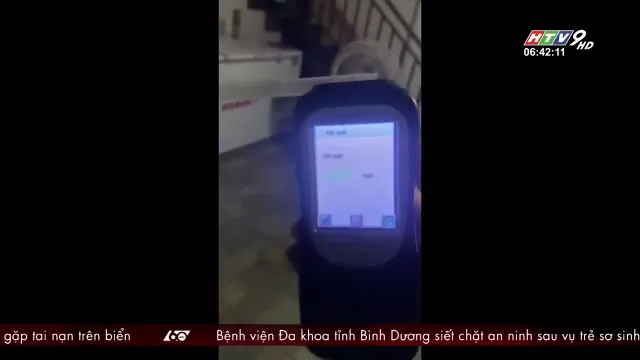 HTV9 HD
06:42:11
gặp tai nạn trên biển
60
Bệnh viện Đa khoa tỉnh Bình Dương siết chặt an ninh sau vụ trẻ sơ sinh